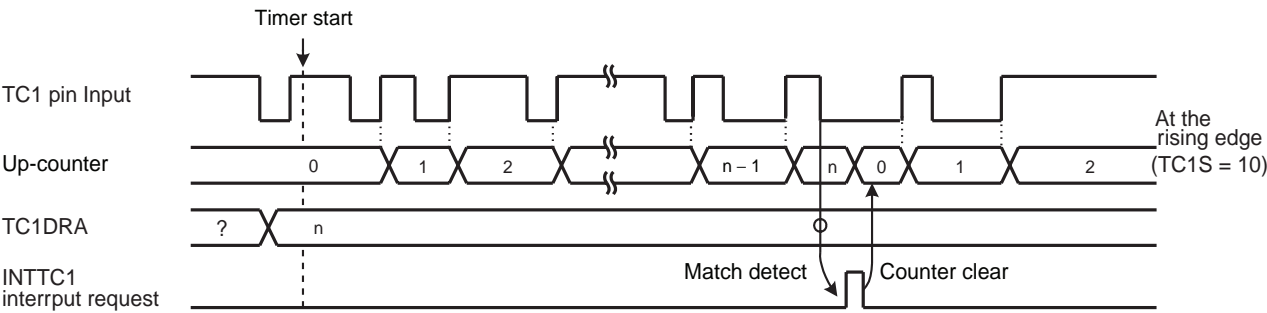 Timer start
TC1 pin Input
At the
rising edge
(TC1S = 10)
Up-counter
0
1
2
n – 1
n
0
1
2
TC1DRA
?
n
Match detect
Counter clear
INTTC1
interrput request